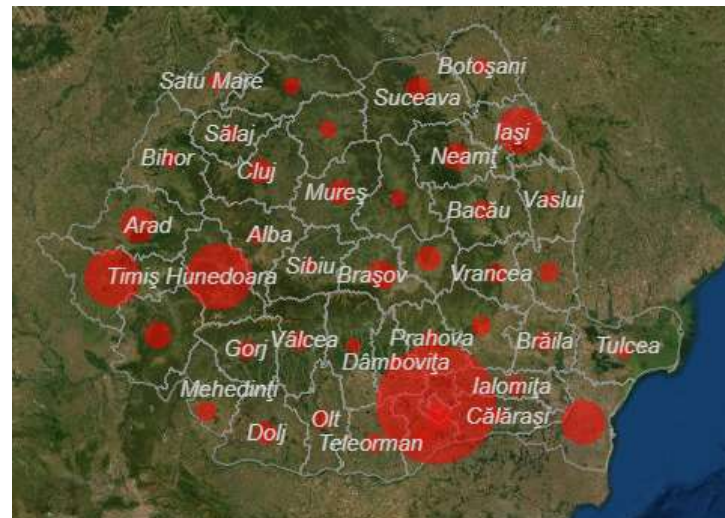 Botoşani
Satu Mare
Suceava
Iaşi
Sălaj
Bihor
Cluj
Neamţ
Mureş
Vaslui
Bacău
Arad
Alba
Timiş
Hunedoara
Sibiu
Braşov
Vrancea
Gorj
Vâlcea
Prahova
Brăila
Tulcea
Dâmboviţa
Mehedinţi
Ialomiţa
Olt
Călăraşi
Dolj
Teleorman